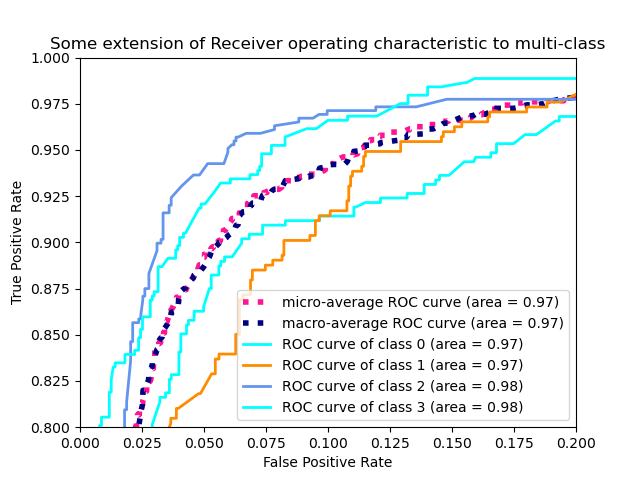 Some extension of Receiver operating characteristic to multi-class
True Positive Rate
1.000
0.975
0.950
0.925
0.900
0.875
0.850
0.825
0.800
micro-average ROC curve (area = 0.97)
macro-average ROC curve (area = 0.97)
ROC curve of class 0 (area = 0.97)
ROC curve of class 1 (area = 0.97)
ROC curve of class 2 (area = 0.98)
ROC curve of class 3 (area = 0.98)
0.000 0.025 0.050 0.075 0.100 0.125 0.150 0.175 0.200
False Positive Rate